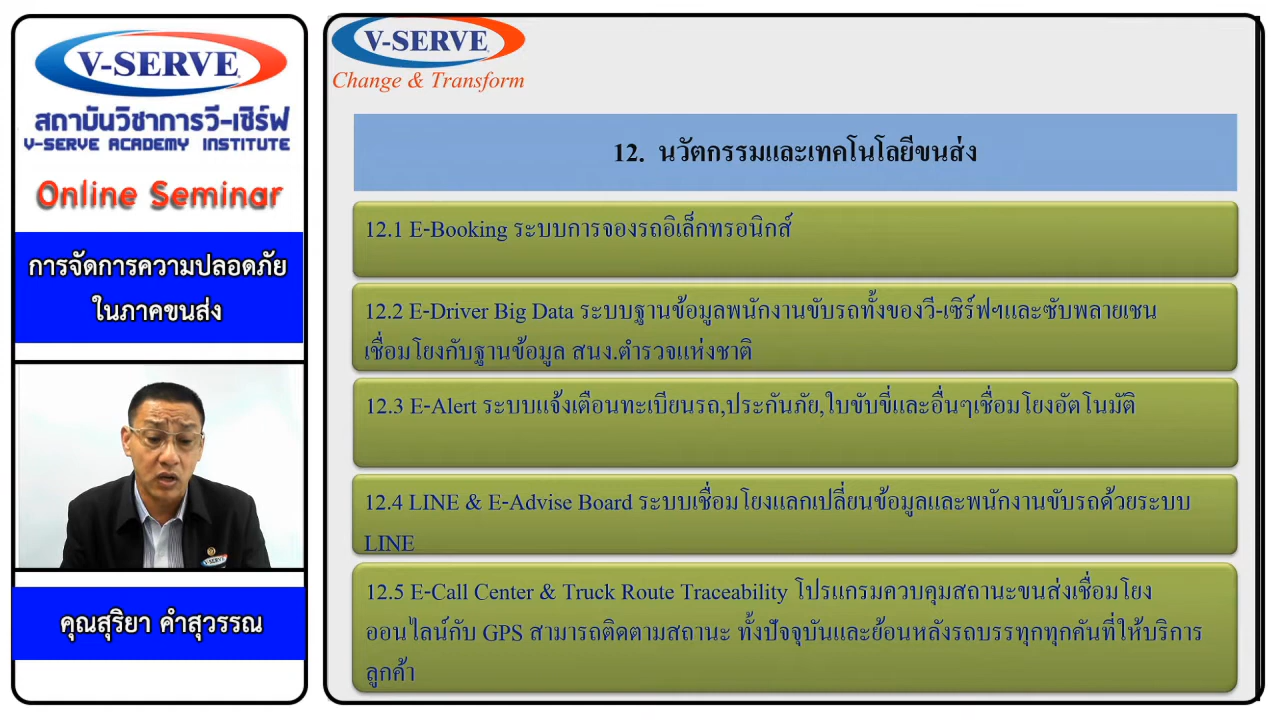 V-SERVE
สถาบันวิชาการวี-เซิร์ฟ
V-SERVE ACADEMY INSTITUTE
Online Seminar
การจัดการความปลอดภัย
ในภาคขนส่ง
V-SERVE
คุณสุริยา คำสุวรรณ
V-SERVE
Change & Transform
12. นวัตกรรมและเทคโนโลยีขนส่ง
12.1 E-Booking ระบบการจองรถอิเล็กทรอนิกส์
12.2 E-Driver Big Data ระบบฐานข้อมูลพนักงานขับรถทั้งของวี-เซิร์ฟฯและซับพลายเชน
เชื่อมโยงกับฐานข้อมูล สนง.ตำรวจแห่งชาติ
12.3 E-Alert ระบบแจ้งเตือนทะเบียนรถ,ประกันภัย,ใบขับขี่และอื่นๆเชื่อมโยงอัตโนมัติ
12.4 LINE & E-Advise Board ระบบเชื่อมโยงแลกเปลี่ยนข้อมูลและพนักงานขับรถด้วยระบบ
LINE
12.5 E-Call Center & Truck Route Traceability โปรแกรมควบคุมสถานะขนส่งเชื่อมโยง
ออนไลน์กับ GPS สามารถติดตามสถานะ ทั้งปัจจุบันและย้อนหลังรถบรรทุกทุกคันที่ให้บริการ
ลูกค้า